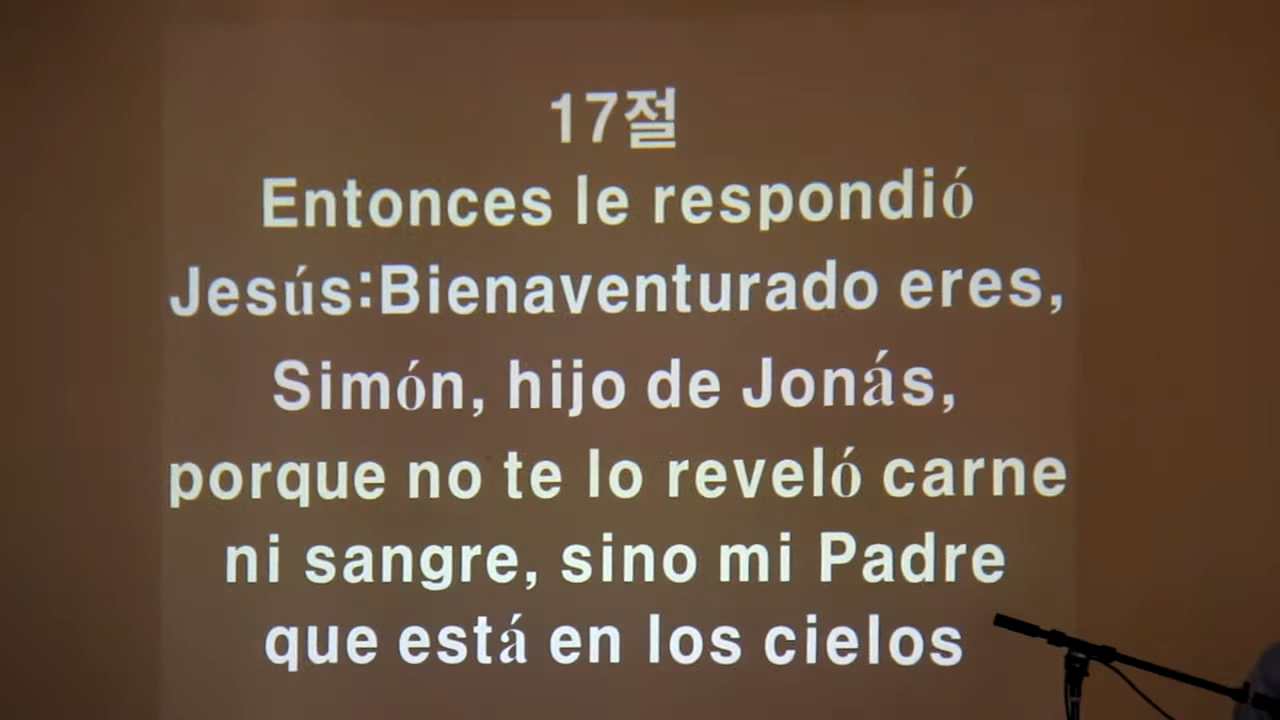 17절
Entonces le respondió
Jesús:Bienaventurado eres,
Simón, hijo de Jonás,
porque no te lo reveló carne
ni sangre, sino mi Padre
que está en los cielos